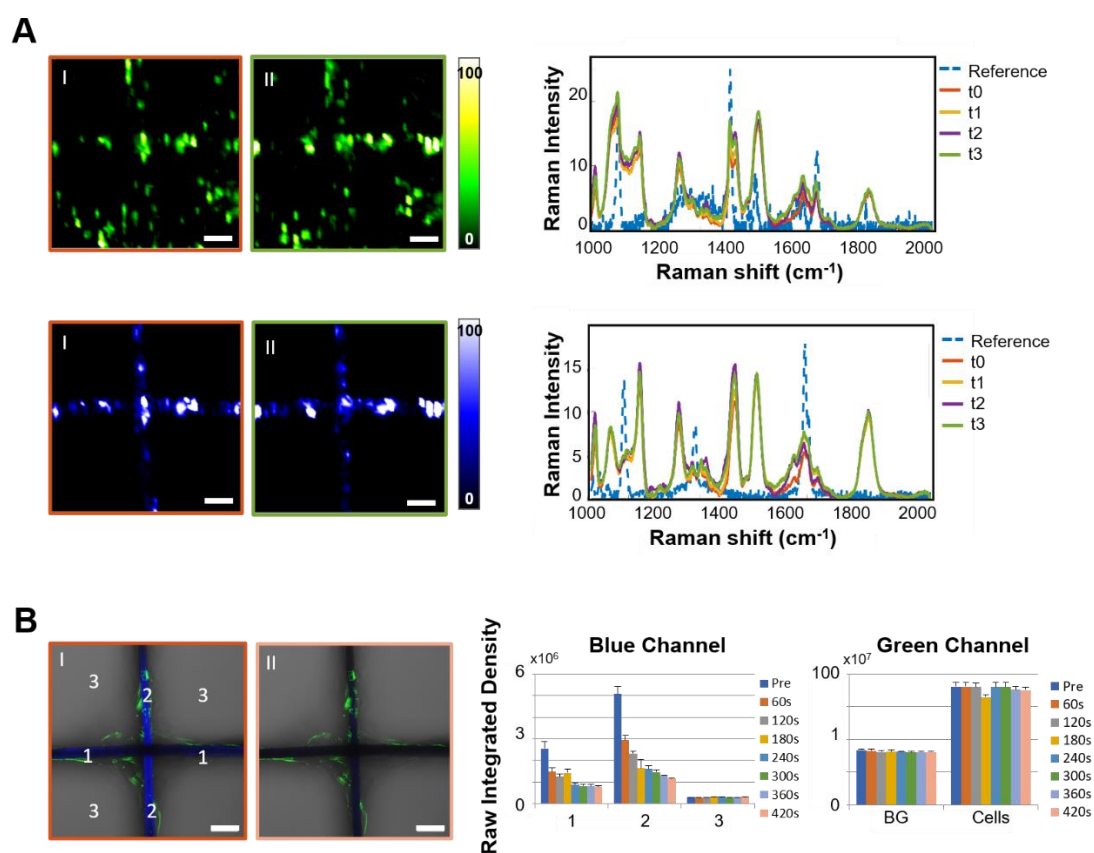 A
I
II
100
0
Raman Intensity
20
10
0
1000 1200 1400 1600 1800 2000
Raman shift (cm-1)
Reference
t0
t1
t2
t3
I
II
100
0
Raman Intensity
15
10
5
0
1000 1200 1400 1600 1800 2000
Raman shift (cm-1)
Reference
t0
t1
t2
t3
B
I
3
2
3
1
1
3
2
3
II
Raw Integrated Density
Blue Channel
x10⁶
6
3
0
1 2 3
Pre
60s
120s
180s
240s
300s
360s
420s
Green Channel
x10⁷
100
1
0
BG Cells
Pre
60s
120s
180s
240s
300s
360s
420s